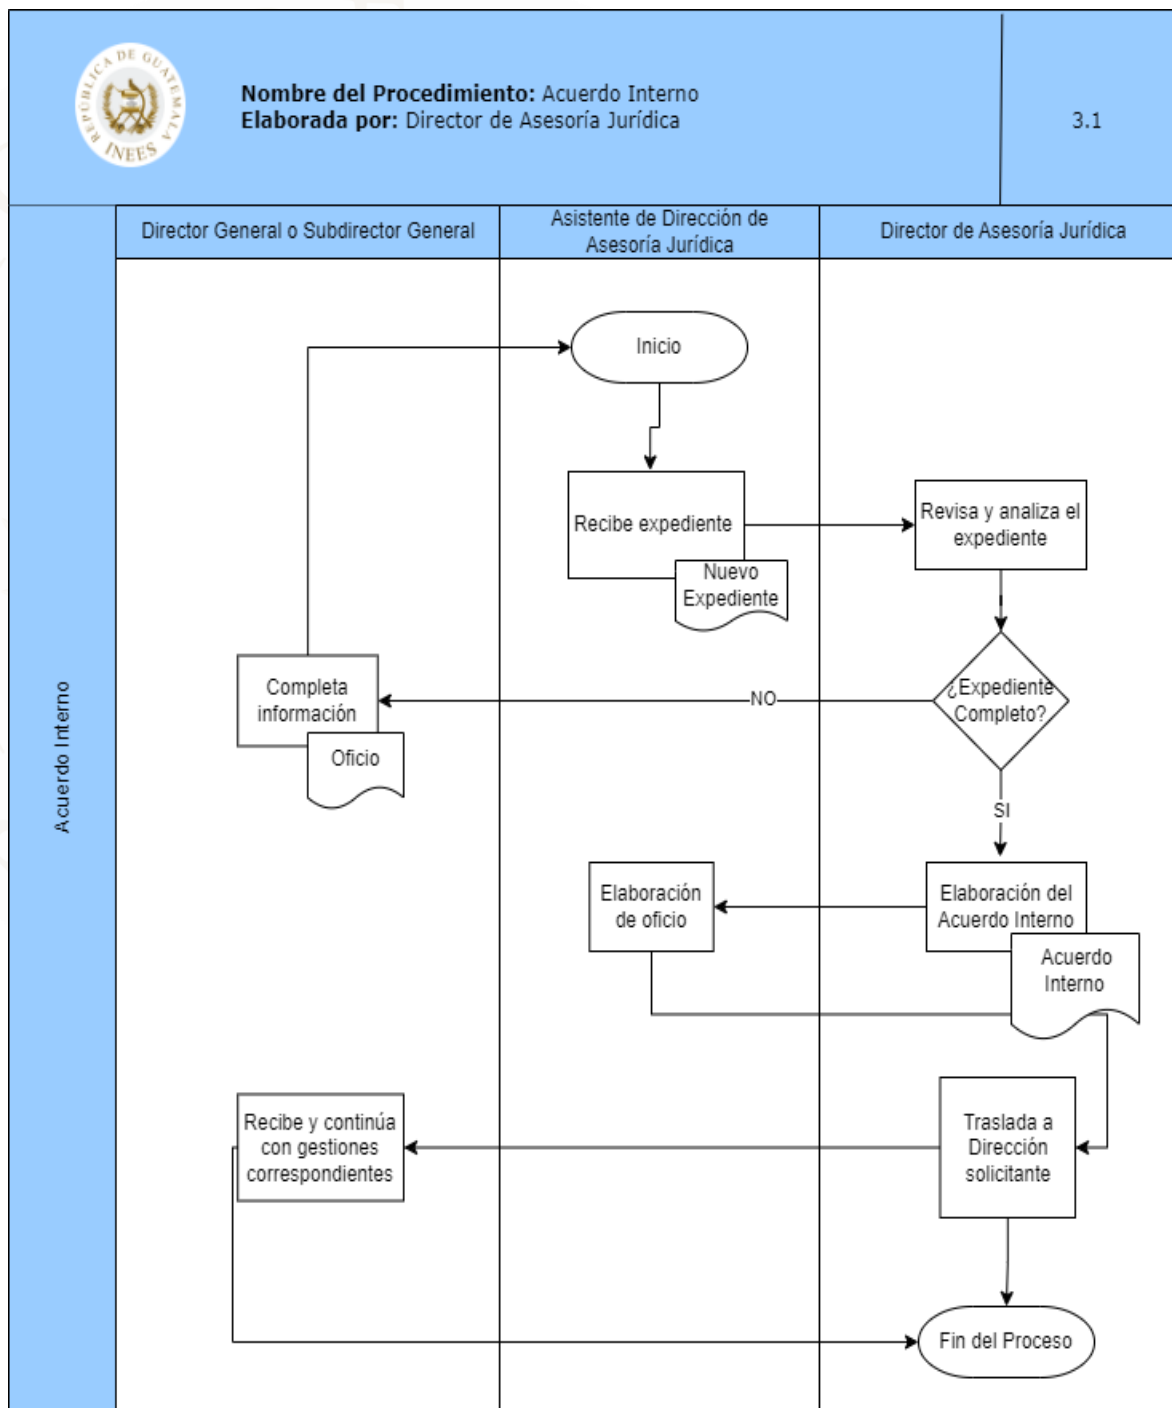 REPÚBLICA DE GUATEMALA
INEES
Nombre del Procedimiento: Acuerdo Interno
Elaborada por: Director de Asesoría Jurídica
3.1
Acuerdo Interno
Director General o Subdirector General
Asistente de Dirección de
Asesoría Jurídica
Director de Asesoría Jurídica
Inicio
Recibe expediente
Nuevo
Expediente
Revisa y analiza el
expediente
¿Expediente
Completo?
NO
Completa
información
Oficio
SI
Elaboración del
Acuerdo Interno
Acuerdo
Interno
Elaboración
de oficio
Traslada a
Dirección
solicitante
Recibe y continúa
con gestiones
correspondientes
Fin del Proceso